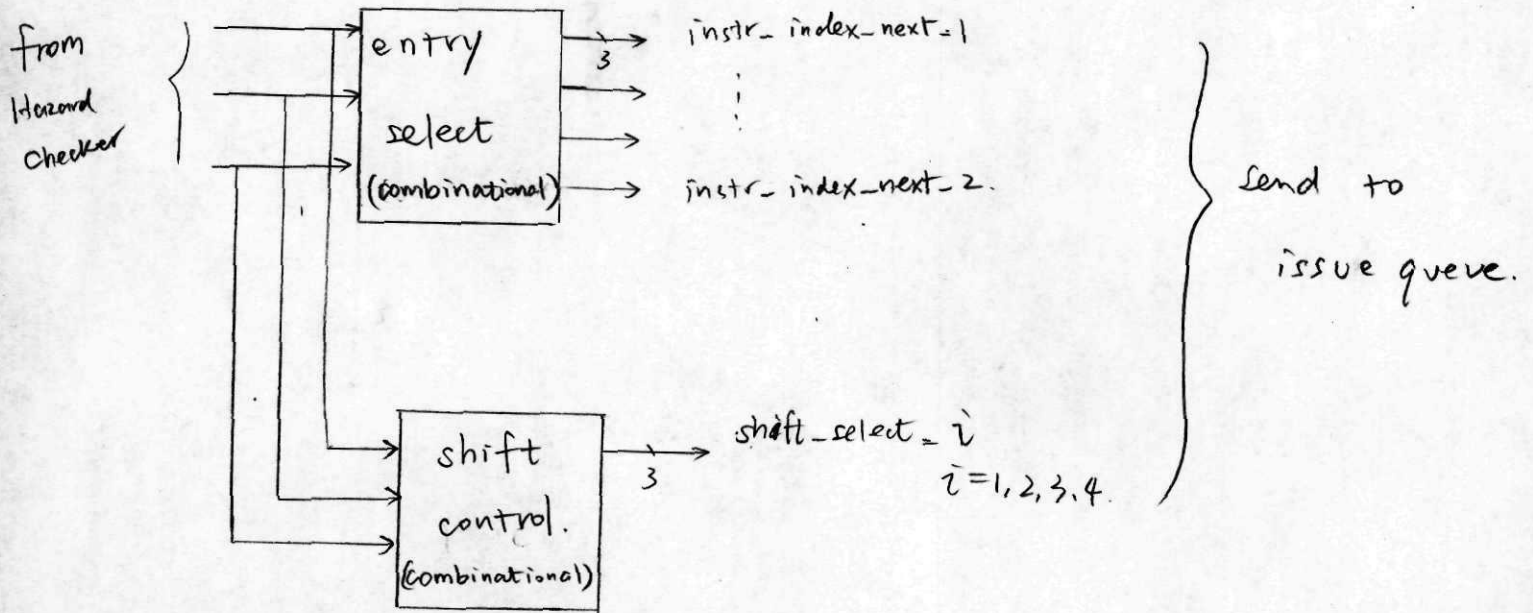 from
Hazard
checker
entry
select
(combinational)
3
instr_index_next_1
instr_index_next_2.
send to
issue queue.
shift
control.
(combinational)
3
shift_select_i
i=1,2,3,4.